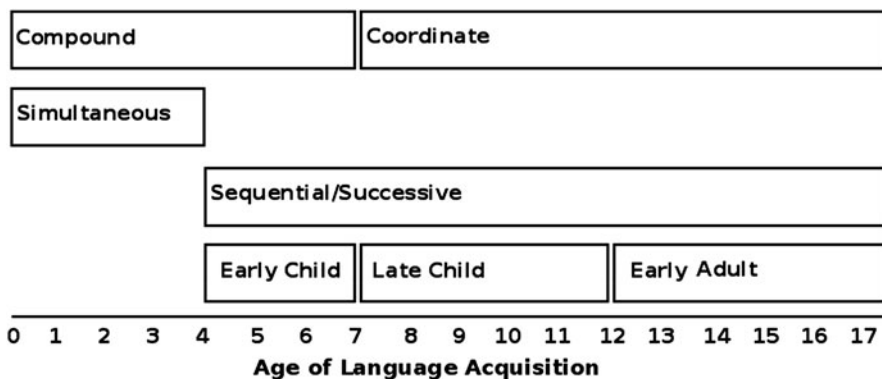 Compound Coordinate
Simultaneous
Sequential/Successive
Early Child Late Child Early Adult
0 1 2 3 4 5 6 7 8 9 10 11 12 13 14 15 16 17
Age of Language Acquisition